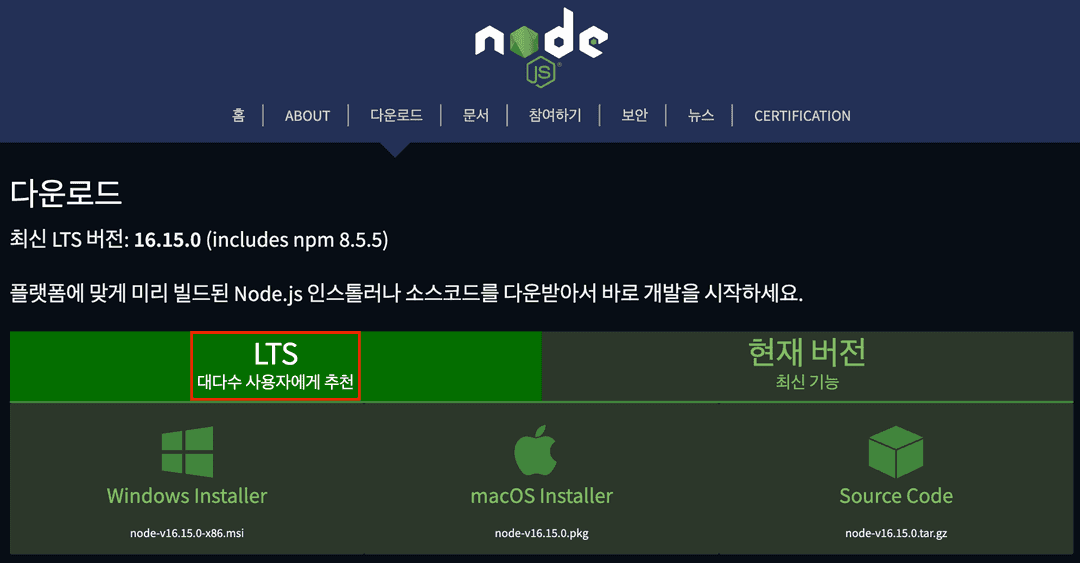 node
JS
홈 ABOUT 다운로드 문서 참여하기 보안 뉴스 CERTIFICATION
다운로드
최신 LTS 버전: 16.15.0 (includes npm 8.5.5)
플랫폼에 맞게 미리 빌드된 Node.js 인스톨러나 소스코드를 다운받아서 바로 개발을 시작하세요.
LTS
대다수 사용자에게 추천
현재 버전
최신 기능
Windows Installer
node-v16.15.0-x86.msi
macOS Installer
node-v16.15.0.pkg
Source Code
node-v16.15.0.tar.gz